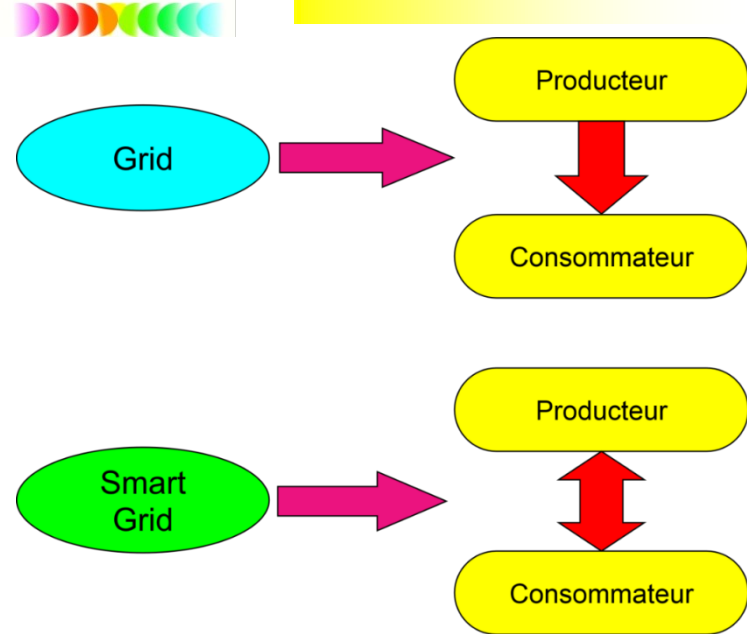 Producteur
Grid
Consommateur
Producteur
Smart
Grid
Consommateur